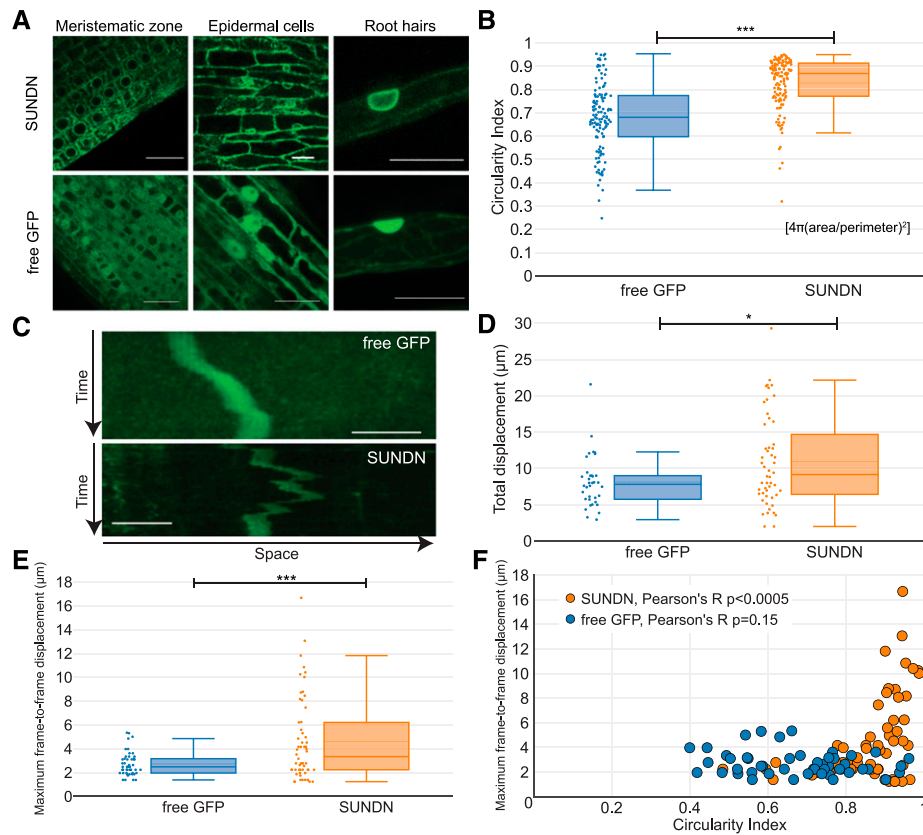 A
Meristematic zone
Epidermal cells
Root hairs
SUNDN
free GFP
B
***
Circularity Index
1
0.9
0.8
0.7
0.6
0.5
0.4
0.3
0.2
0.1
0
[4π(area/perimeter)²]
free GFP
SUNDN
C
Time
free GFP
Time
SUNDN
Space
D
*
Total displacement (μm)
30
25
20
15
10
5
0
free GFP
SUNDN
E
***
Maximum frame-to-frame displacement (μm)
18
16
14
12
10
8
6
4
2
0
free GFP
SUNDN
F
Maximum frame-to-frame displacement (μm)
18
16
14
12
10
8
6
4
2
0
SUNDN, Pearson's R p<0.0005
free GFP, Pearson's R p=0.15
0.2
0.4
0.6
0.8
1
Circularity Index